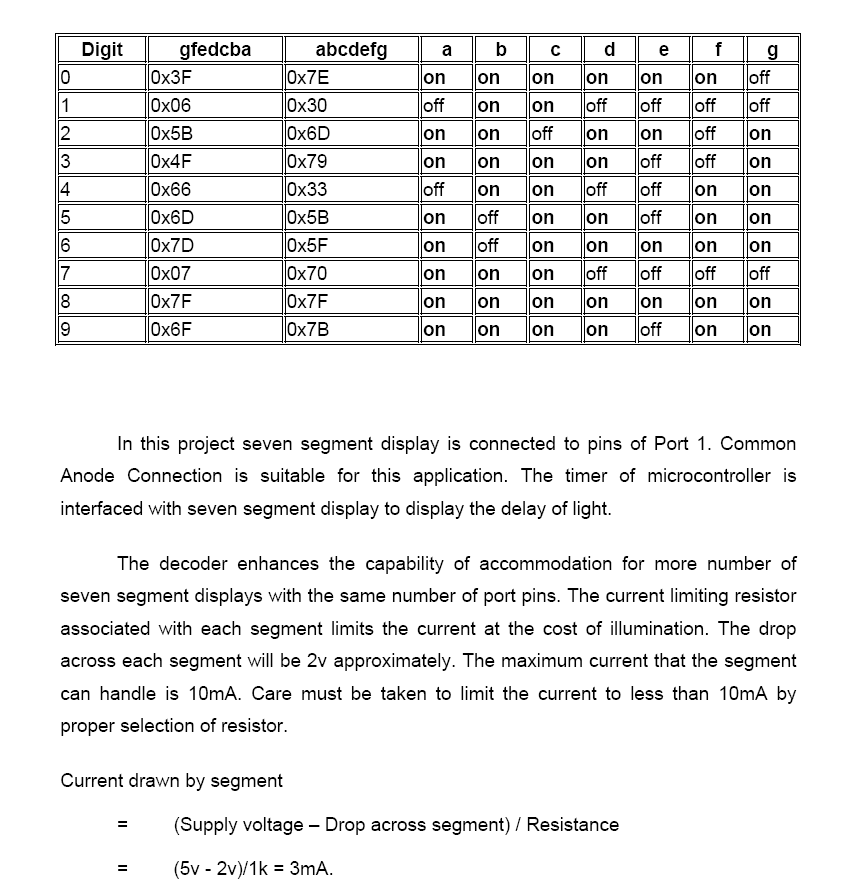 Digit gfedcba abcdefg a b c d e f g
0 0x3F 0x7E on on on on on on off
1 0x06 0x30 off on on off off off off
2 0x5B 0x6D on on off on on off on
3 0x4F 0x79 on on on on off off on
4 0x66 0x33 off on on off off on on
5 0x6D 0x5B on off on on off on on
6 0x7D 0x5F on off on on on on on
7 0x07 0x70 on on on off off off off
8 0x7F 0x7F on on on on on on on
9 0x6F 0x7B on on on on off on on
In this project seven segment display is connected to pins of Port 1. Common
Anode Connection is suitable for this application. The timer of microcontroller is
interfaced with seven segment display to display the delay of light.
The decoder enhances the capability of accommodation for more number of
seven segment displays with the same number of port pins. The current limiting resistor
associated with each segment limits the current at the cost of illumination. The drop
across each segment will be 2v approximately. The maximum current that the segment
can handle is 10mA. Care must be taken to limit the current to less than 10mA by
proper selection of resistor.
Current drawn by segment
= (Supply voltage – Drop across segment) / Resistance
= (5v - 2v)/1k = 3mA.